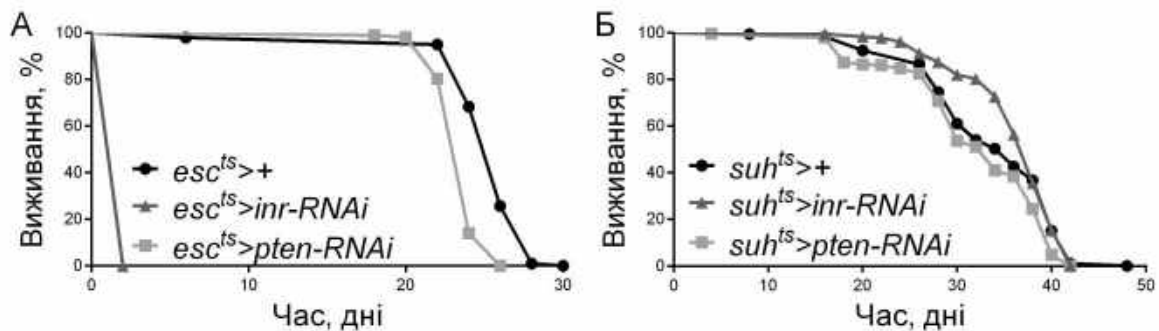 А
Виживання, %
100
80
60
40
20
0
0
10
20
30
Час, дні
esc^ts>+
esc^ts>inr-RNAi
esc^ts>pten-RNAi
Б
Виживання, %
100
80
60
40
20
0
0
10
20
30
40
50
Час, дні
suh^ts>+
suh^ts>inr-RNAi
suh^ts>pten-RNAi